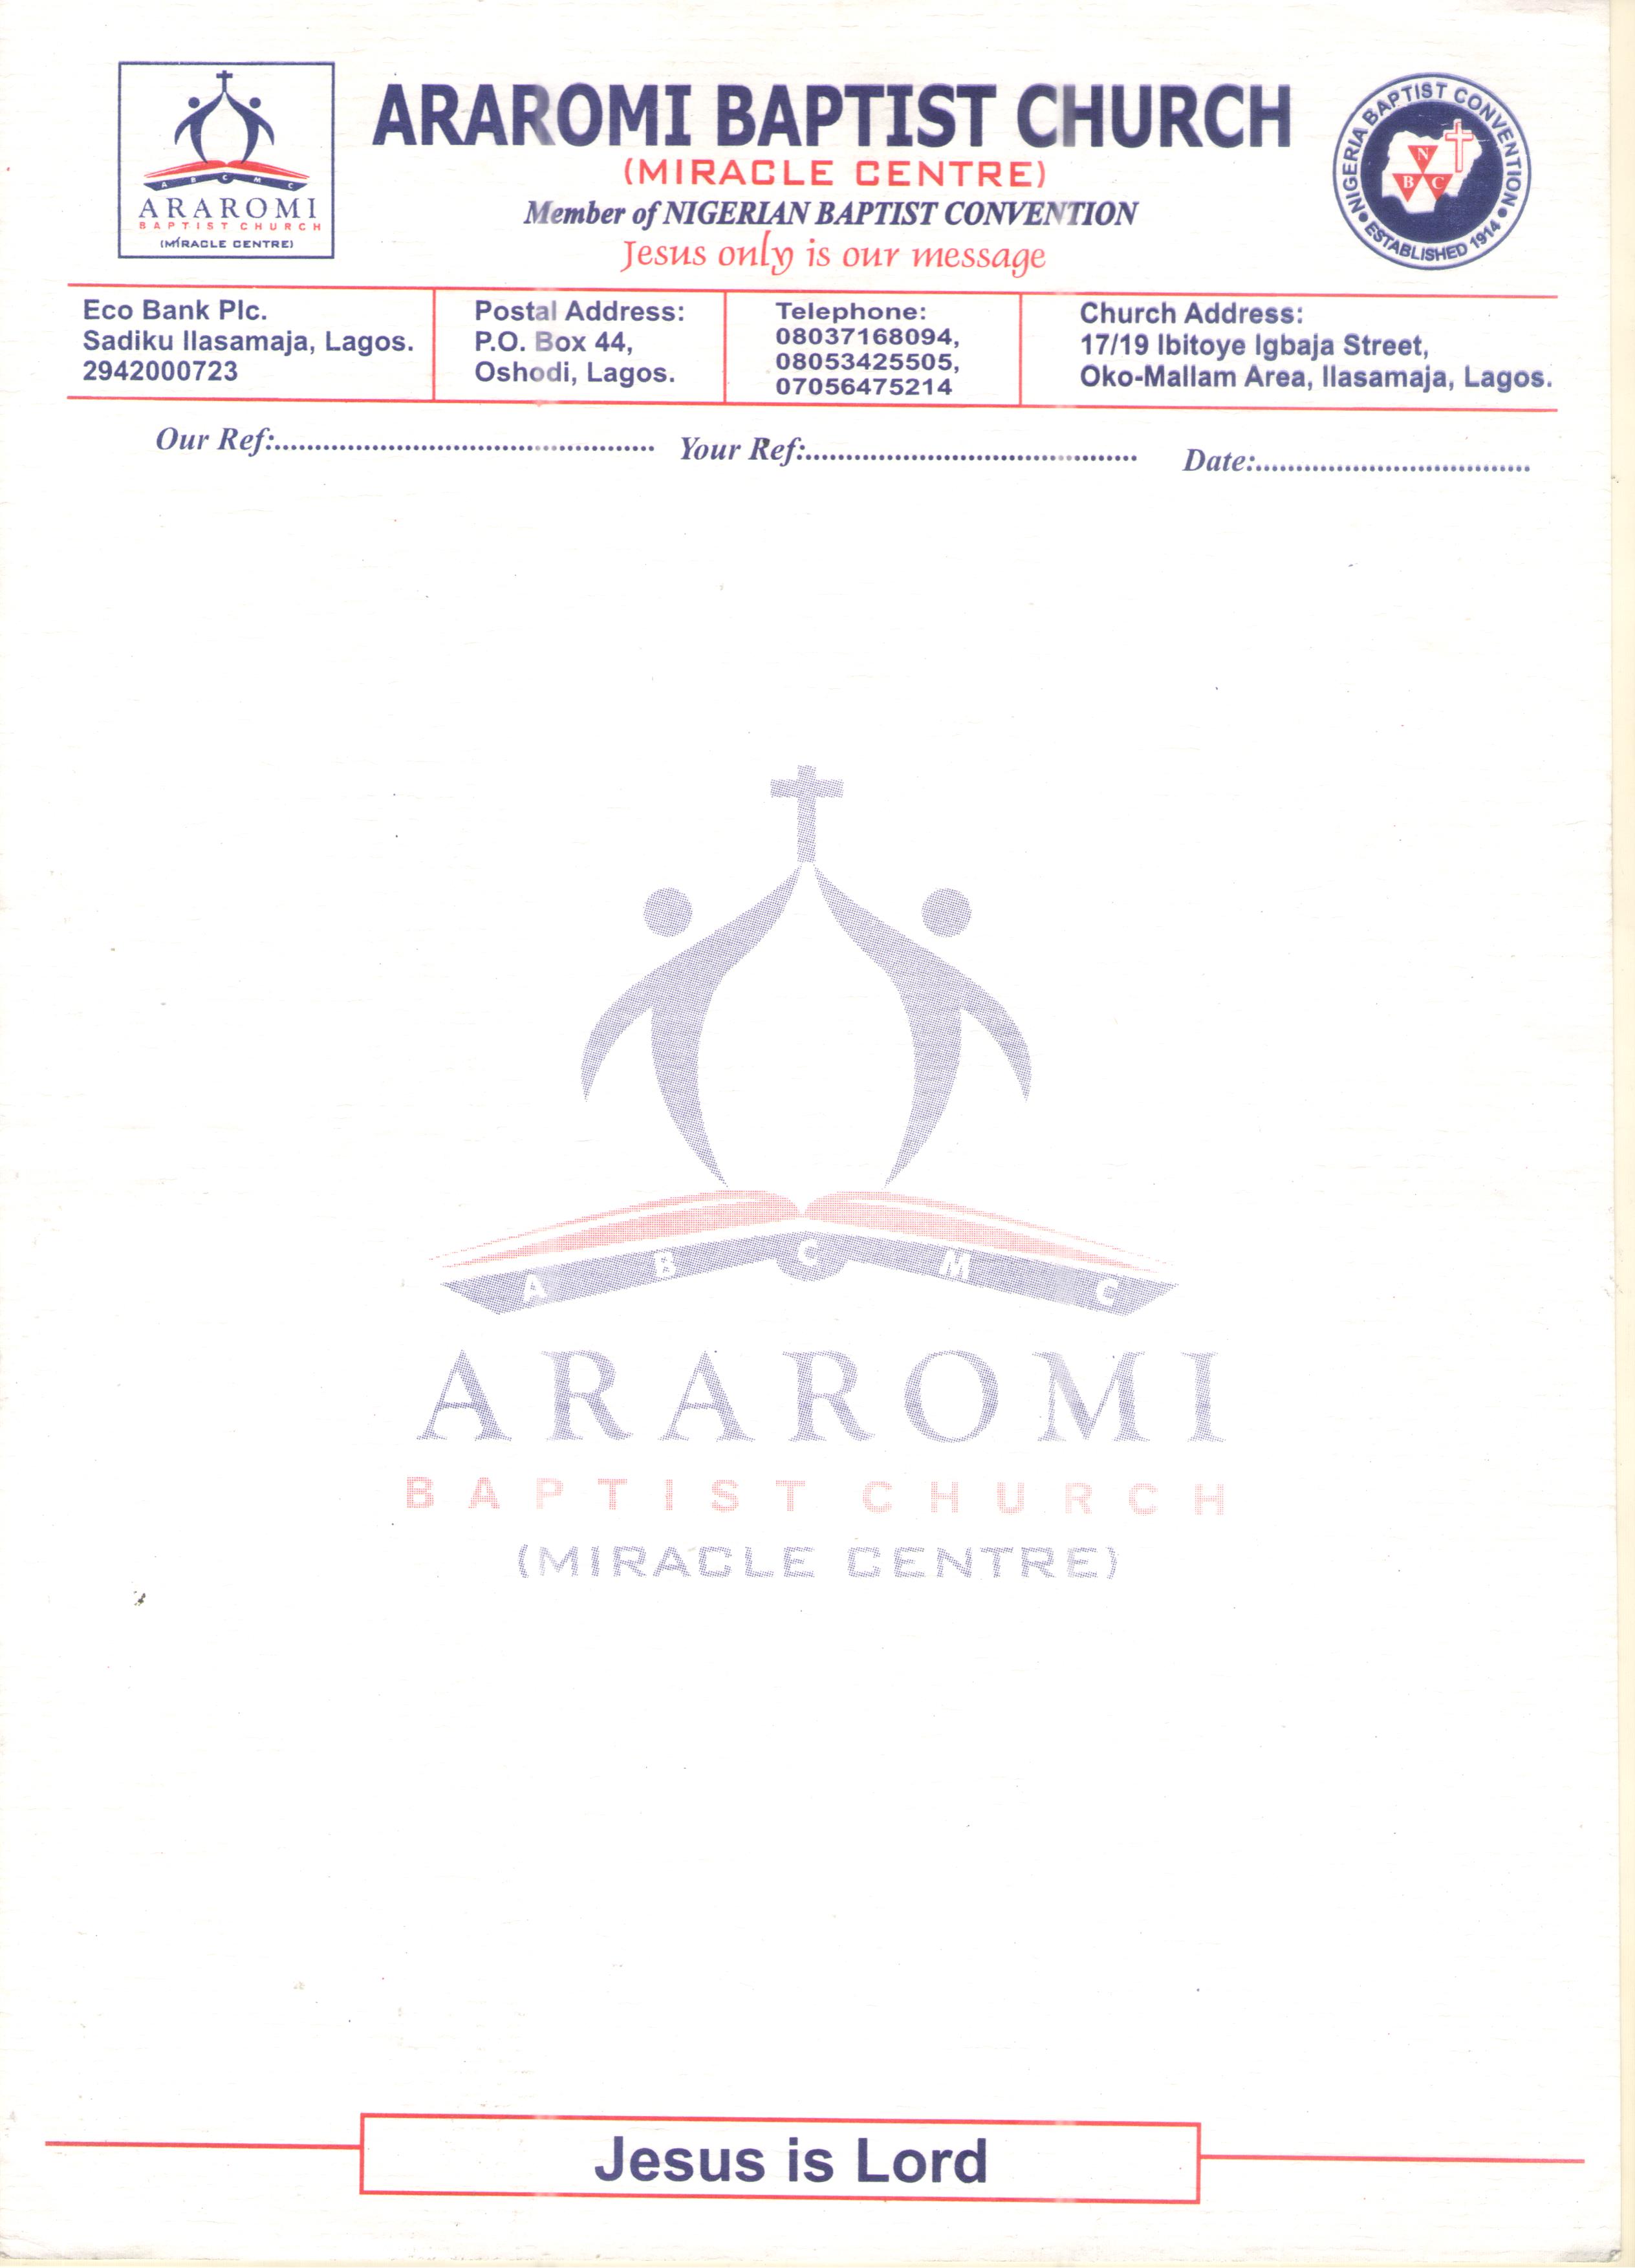 ARAROMI
BAPTIST CHURCH
(MIRACLE CENTRE)
A B C M C
ARAROMI BAPTIST CHURCH
(MIRACLE CENTRE)
Member of NIGERIAN BAPTIST CONVENTION
Jesus only is our message
NIGERIA BAPTIST CONVENTION
N
B C
ESTABLISHED 1914
Eco Bank Plc.
Sadiku Ilasamaja, Lagos.
2942000723
Postal Address:
P.O. Box 44,
Oshodi, Lagos.
Telephone:
08037168094,
08053425505,
07056475214
Church Address:
17/19 Ibitoye Igbaja Street,
Oko-Mallam Area, Ilasamaja, Lagos.
Our Ref:............................................... Your Ref:......................................... Date:..................................
A B C M C
ARAROMI
BAPTIST CHURCH
(MIRACLE CENTRE)
Jesus is Lord